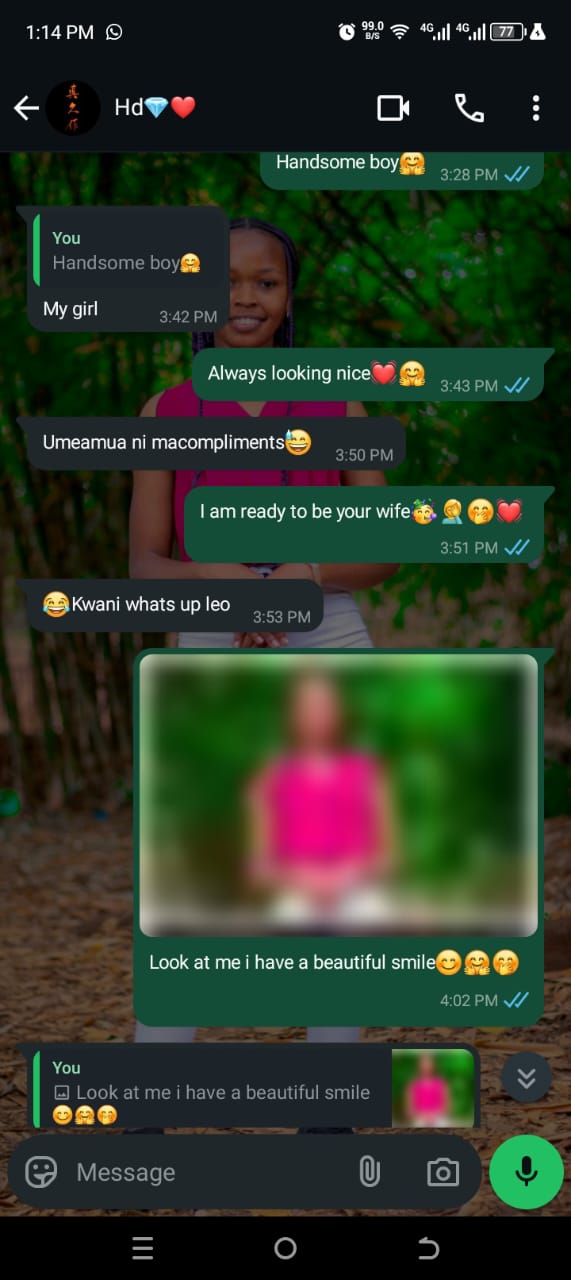 1:14 PM
99.0
B/S
4G
4G
77
真
之
作
Hd💎❤️
Handsome boy🤗
3:28 PM
You
Handsome boy🤗
My girl
3:42 PM
Always looking nice💓🤗
3:43 PM
Umeamua ni macompliments😅
3:50 PM
I am ready to be your wife🥳🤦🤭💓
3:51 PM
😂Kwani whats up leo
3:53 PM
Look at me i have a beautiful smile😊🤗🤭
4:02 PM
You
Look at me i have a beautiful smile
😊🤗🤭
Message